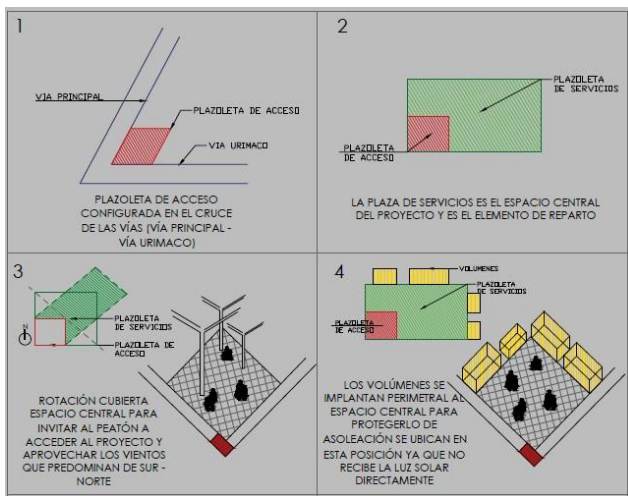 1
VIA PRINCIPAL
PLAZOLETA DE ACCESO
VIA URIMACO
PLAZOLETA DE ACCESO
CONFIGURADA EN EL CRUCE
DE LAS VÍAS (VÍA PRINCIPAL -
VÍA URIMACO)
2
PLAZOLETA
DE SERVICIOS
PLAZOLETA
DE ACCESO
LA PLAZA DE SERVICIOS ES EL ESPACIO CENTRAL
DEL PROYECTO Y ES EL ELEMENTO DE REPARTO
3
N
PLAZOLETA
DE SERVICIOS
PLAZOLETA DE
ACCESO
ROTACIÓN CUBIERTA
ESPACIO CENTRAL PARA
INVITAR AL PEATÓN A
ACCEDER AL PROYECTO Y
APROVECHAR LOS VIENTOS
QUE PREDOMINAN DE SUR -
NORTE
4
VOLUMENES
PLAZOLETA
DE SERVICIOS
PLAZOLETA
DE ACCESO
LOS VOLÚMENES SE
IMPLANTAN PERIMETRAL AL
ESPACIO CENTRAL PARA
PROTEGERLO DE
ASOLEACIÓN SE UBICAN EN
ESTA POSICIÓN YA QUE NO
RECIBE LA LUZ SOLAR
DIRECTAMENTE